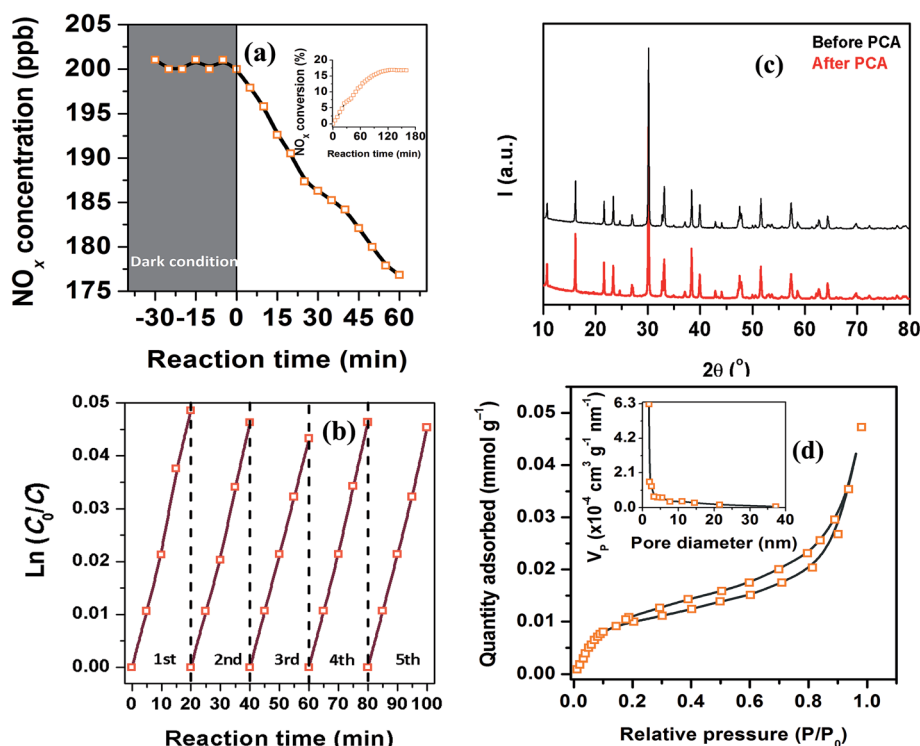 (a)
NOx concentration (ppb)
205
200
195
190
185
180
175
Dark condition
-30 -15 0 15 30 45 60
Reaction time (min)
NOx conversion (%)
20
15
10
5
0
0 60 120 180
Reaction time (min)
(c)
Before PCA
After PCA
I (a.u.)
10 20 30 40 50 60 70 80
2θ (°)
(b)
Ln (C0/C)
0.05
0.04
0.03
0.02
0.01
0.00
1st 2nd 3rd 4th 5th
0 10 20 30 40 50 60 70 80 90 100
Reaction time (min)
(d)
Quantity adsorbed (mmol g–1)
0.05
0.04
0.03
0.02
0.01
0.00
0.0 0.2 0.4 0.6 0.8 1.0
Relative pressure (P/P0)
VP (x10-4 cm3 g-1 nm-1)
6.3
4.2
2.1
0.0
0 10 20 30 40
Pore diameter (nm)